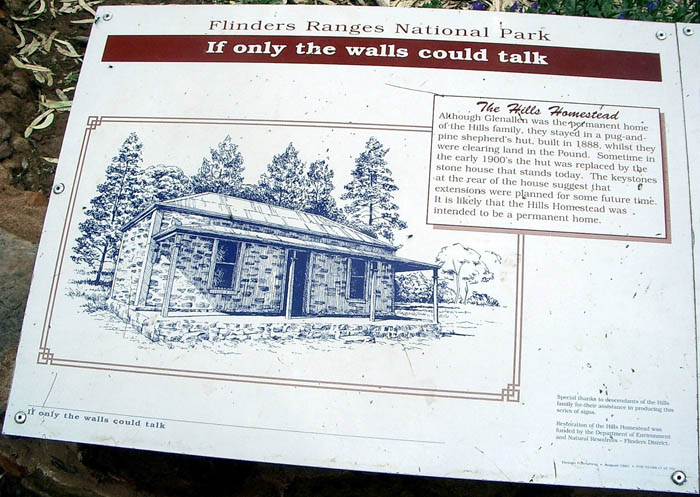 Flinders Ranges National Park
If only the walls could talk
The Hills Homestead
Although Glenallen was the permanent home
of the Hills family, they stayed in a pug-and-
pine shepherd's hut, built in 1888, whilst they
were clearing land in the Pound. Sometime in
the early 1900's the hut was replaced by the
stone house that stands today. The keystones
at the rear of the house suggest that
extensions were planned for some future time.
It is likely that the Hills Homestead was
intended to be a permanent home.
If only the walls could talk
Special thanks to descendants of the Hills
family for their assistance in producing this
series of signs.
Restoration of the Hills Homestead was
funded by the Department of Environment
and Natural Resources - Flinders District.